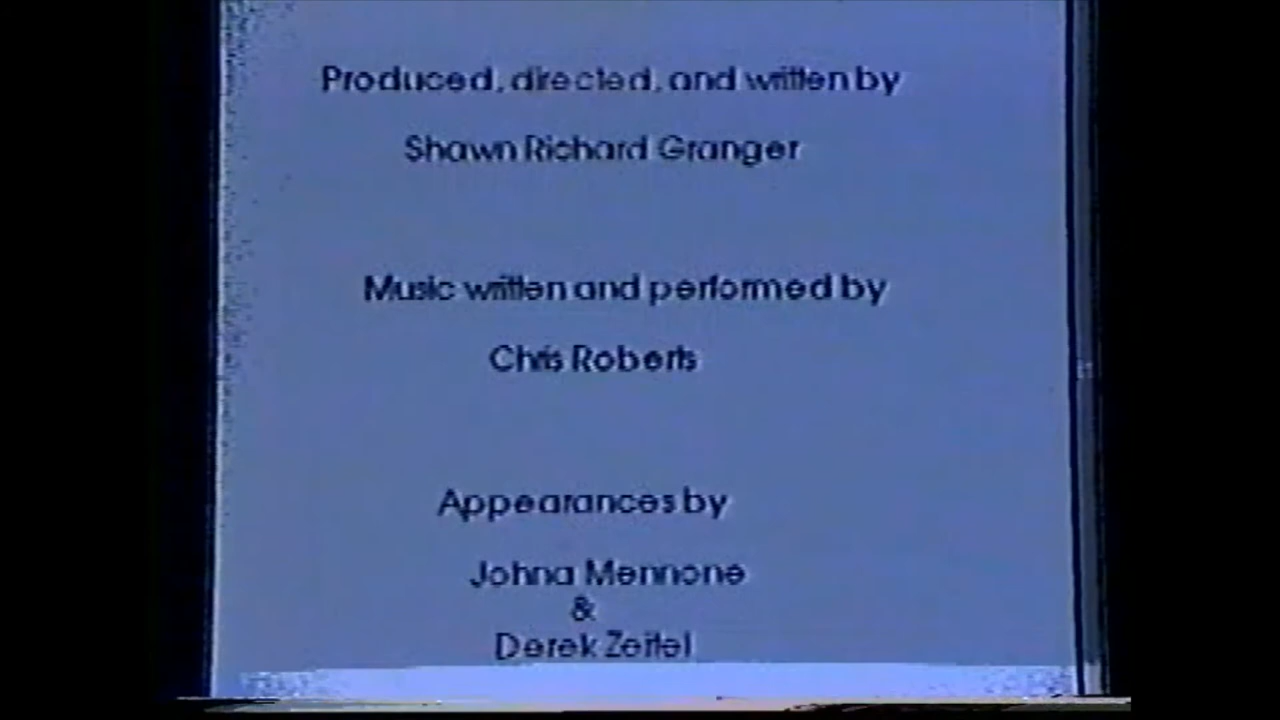 Produced, directed, and written by
Shawn Richard Granger
Music written and performed by
Chris Roberts
Appearances by
Johna Mennone
&
Derek Zeitel